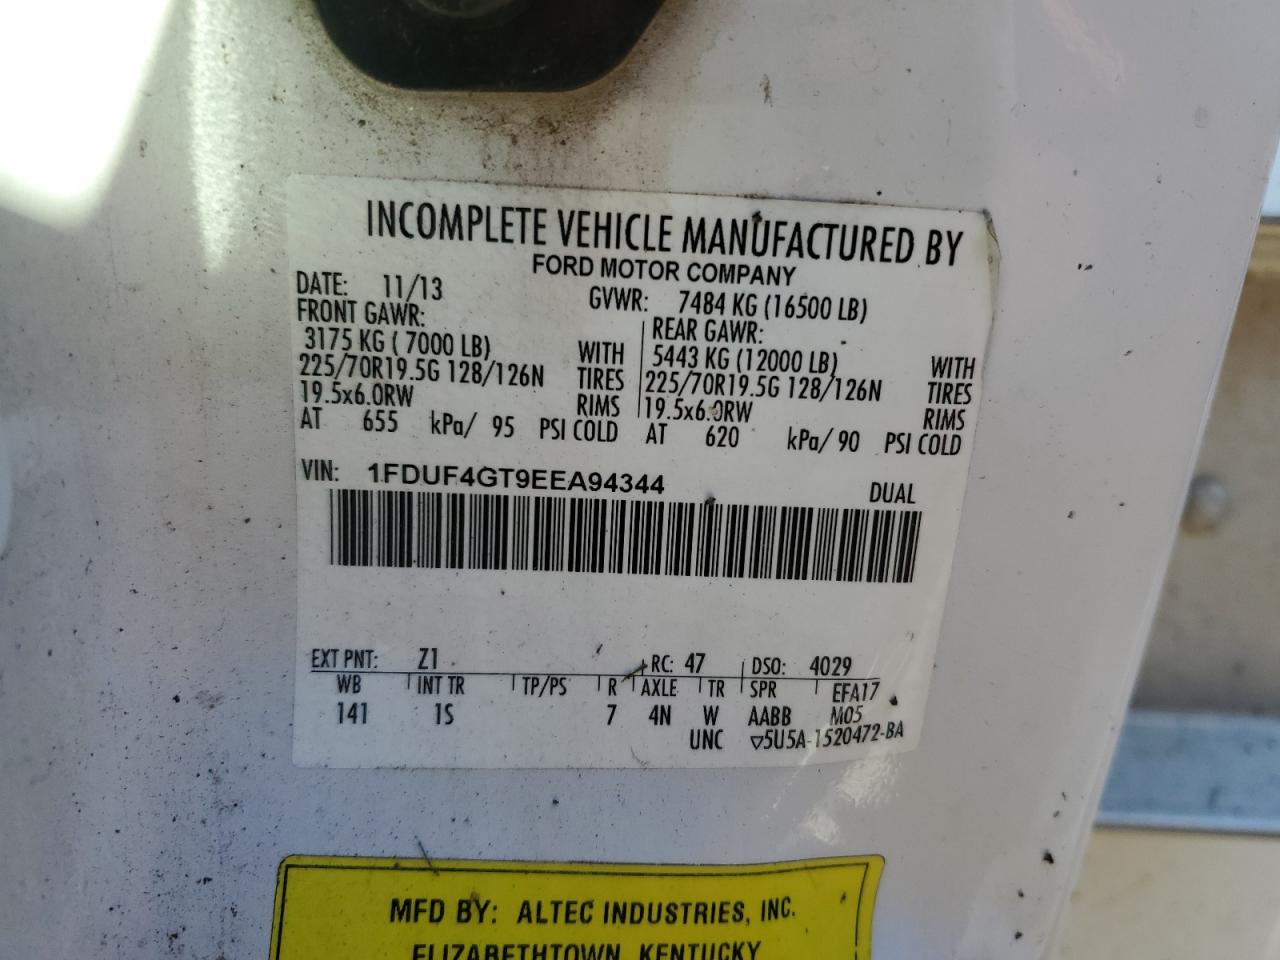 INCOMPLETE VEHICLE MANUFACTURED BY
FORD MOTOR COMPANY
DATE: 11/13 GVWR: 7484 KG (16500 LB)
FRONT GAWR: REAR GAWR:
3175 KG ( 7000 LB) WITH 5443 KG (12000 LB) WITH
225/70R19.5G 128/126N TIRES 225/70R19.5G 128/126N TIRES
19.5x6.0RW RIMS 19.5x6.0RW RIMS
AT 655 kPa/ 95 PSI COLD AT 620 kPa/ 90 PSI COLD
VIN: 1FDUF4GT9EEA94344 DUAL
EXT PNT: Z1 RC: 47 DSO: 4029
WB INT TR TP/PS R AXLE TR SPR EFA17
141 1S 7 4N W AABB M05
UNC ▽5U5A-1520472-BA
MFD BY: ALTEC INDUSTRIES, INC.
ELIZABETHTOWN, KENTUCKY